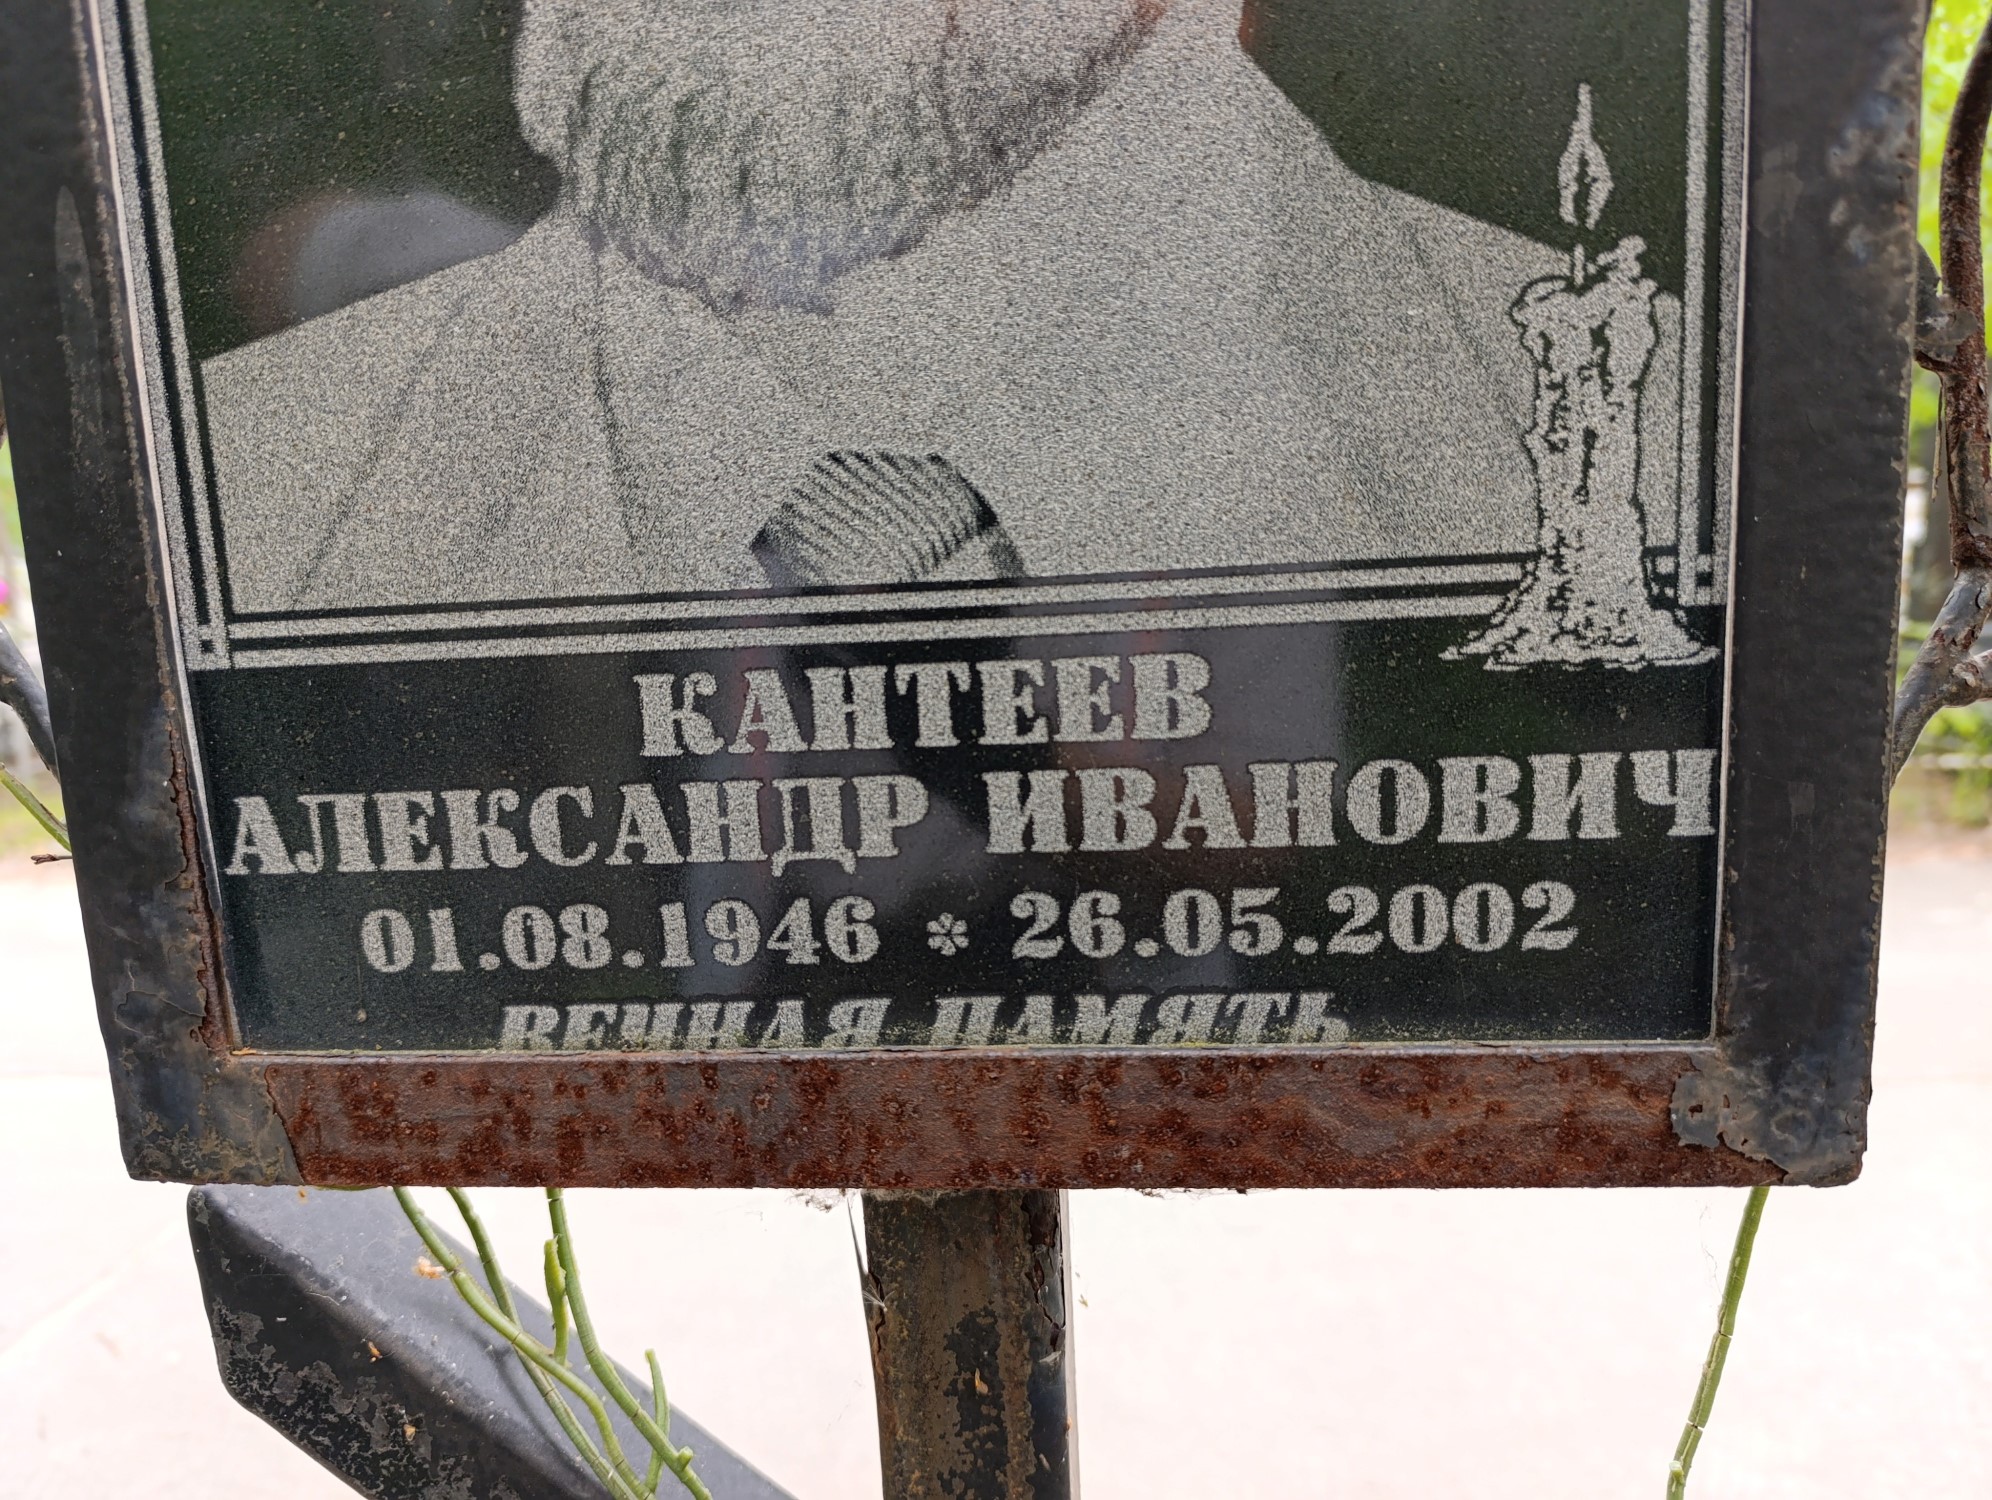 КАНТЕЕВ
АЛЕКСАНДР ИВАНОВИЧ
01.08.1946 * 26.05.2002
ВЕЧНАЯ ПАМЯТЬ